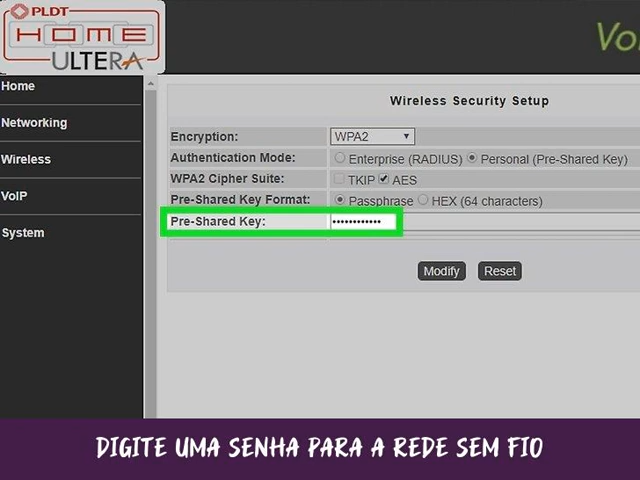 PLDT
HOME
ULTERA
Home
Networking
Wireless
VoIP
System
Wireless Security Setup
Encryption: WPA2
Authentication Mode: Enterprise (RADIUS) Personal (Pre-Shared Key)
WPA2 Cipher Suite: TKIP AES
Pre-Shared Key Format: Passphrase HEX (64 characters)
Pre-Shared Key: ••••••••••••
Modify Reset
DIGITE UMA SENHA PARA A REDE SEM FIO